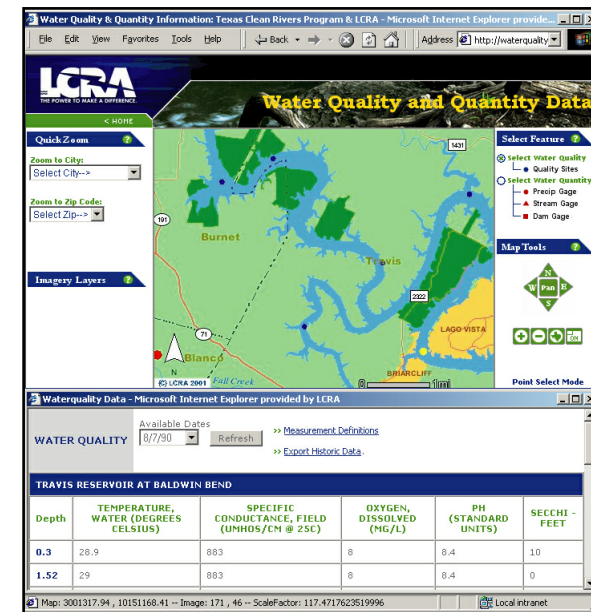 Water Quality & Quantity Information: Texas Clean Rivers Program & LCRA - Microsoft Internet Explorer provide...
File Edit View Favorites Tools Help Back Address http://waterquality
LCRA
THE POWER TO MAKE A DIFFERENCE.
Water Quality and Quantity Data
< HOME
Quick Zoom ?
Zoom to City:
Select City-->
Zoom to Zip Code:
Select Zip-->
Imagery Layers ?
1431
191
Burnet
Travis
2322
71
LAGO VISTA
Blanco
BRIARCLIFF
N
(C) LCRA 2001 Fall Creek
0 1mi
Select Feature ?
Select Water Quality
Quality Sites
Select Water Quantity
Precip Gage
Stream Gage
Dam Gage
Map Tools ?
N
W Pan E
S
Point Select Mode
Waterquality Data - Microsoft Internet Explorer provided by LCRA
WATER QUALITY
Available Dates
8/7/90 Refresh
>> Measurement Definitions
>> Export Historic Data.
TRAVIS RESERVOIR AT BALDWIN BEND
Depth TEMPERATURE, WATER (DEGREES CELSIUS) SPECIFIC CONDUCTANCE, FIELD (UMHOS/CM @ 25C) OXYGEN, DISSOLVED (MG/L) PH (STANDARD UNITS) SECCHI - FEET
0.3 28.9 883 8 8.4 10
1.52 29 883 8 8.4 0
Map: 3001317.94 , 10151168.41 -- Image: 171 , 46 -- ScaleFactor: 117.4717623519996 Local intranet